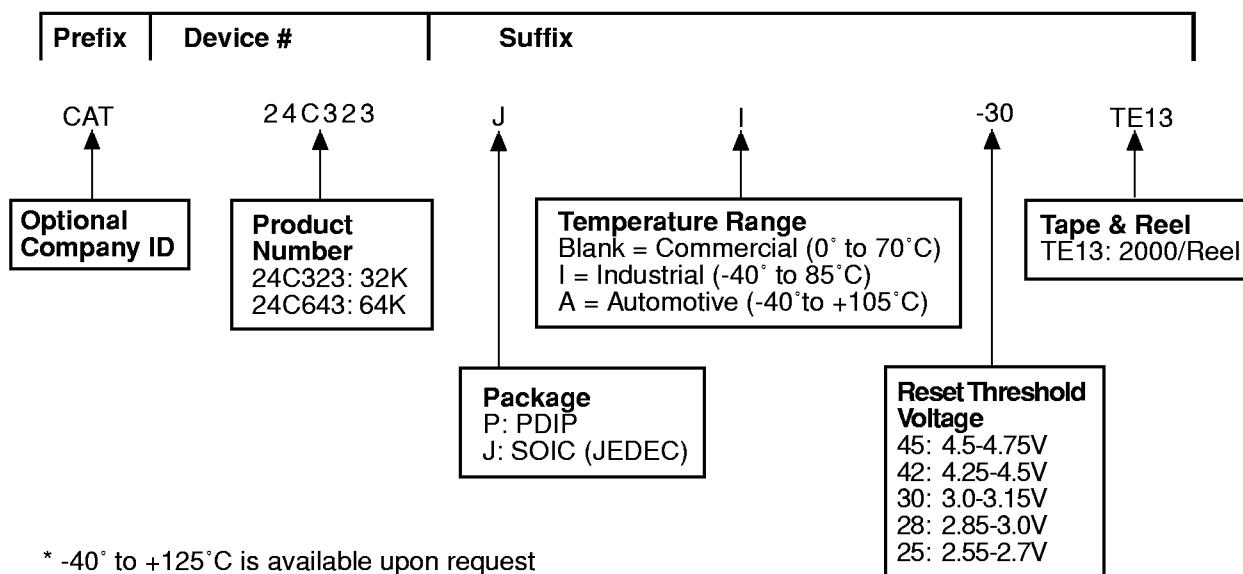 Prefix Device # Suffix
CAT 24C323 J I -30 TE13
Optional
Company ID
Product
Number
24C323: 32K
24C643: 64K
Temperature Range
Blank = Commercial (0˚ to 70˚C)
I = Industrial (-40˚ to 85˚C)
A = Automotive (-40˚to +105˚C)
Tape & Reel
TE13: 2000/Reel
Package
P: PDIP
J: SOIC (JEDEC)
Reset Threshold
Voltage
45: 4.5-4.75V
42: 4.25-4.5V
30: 3.0-3.15V
28: 2.85-3.0V
25: 2.55-2.7V
* -40˚ to +125˚C is available upon request